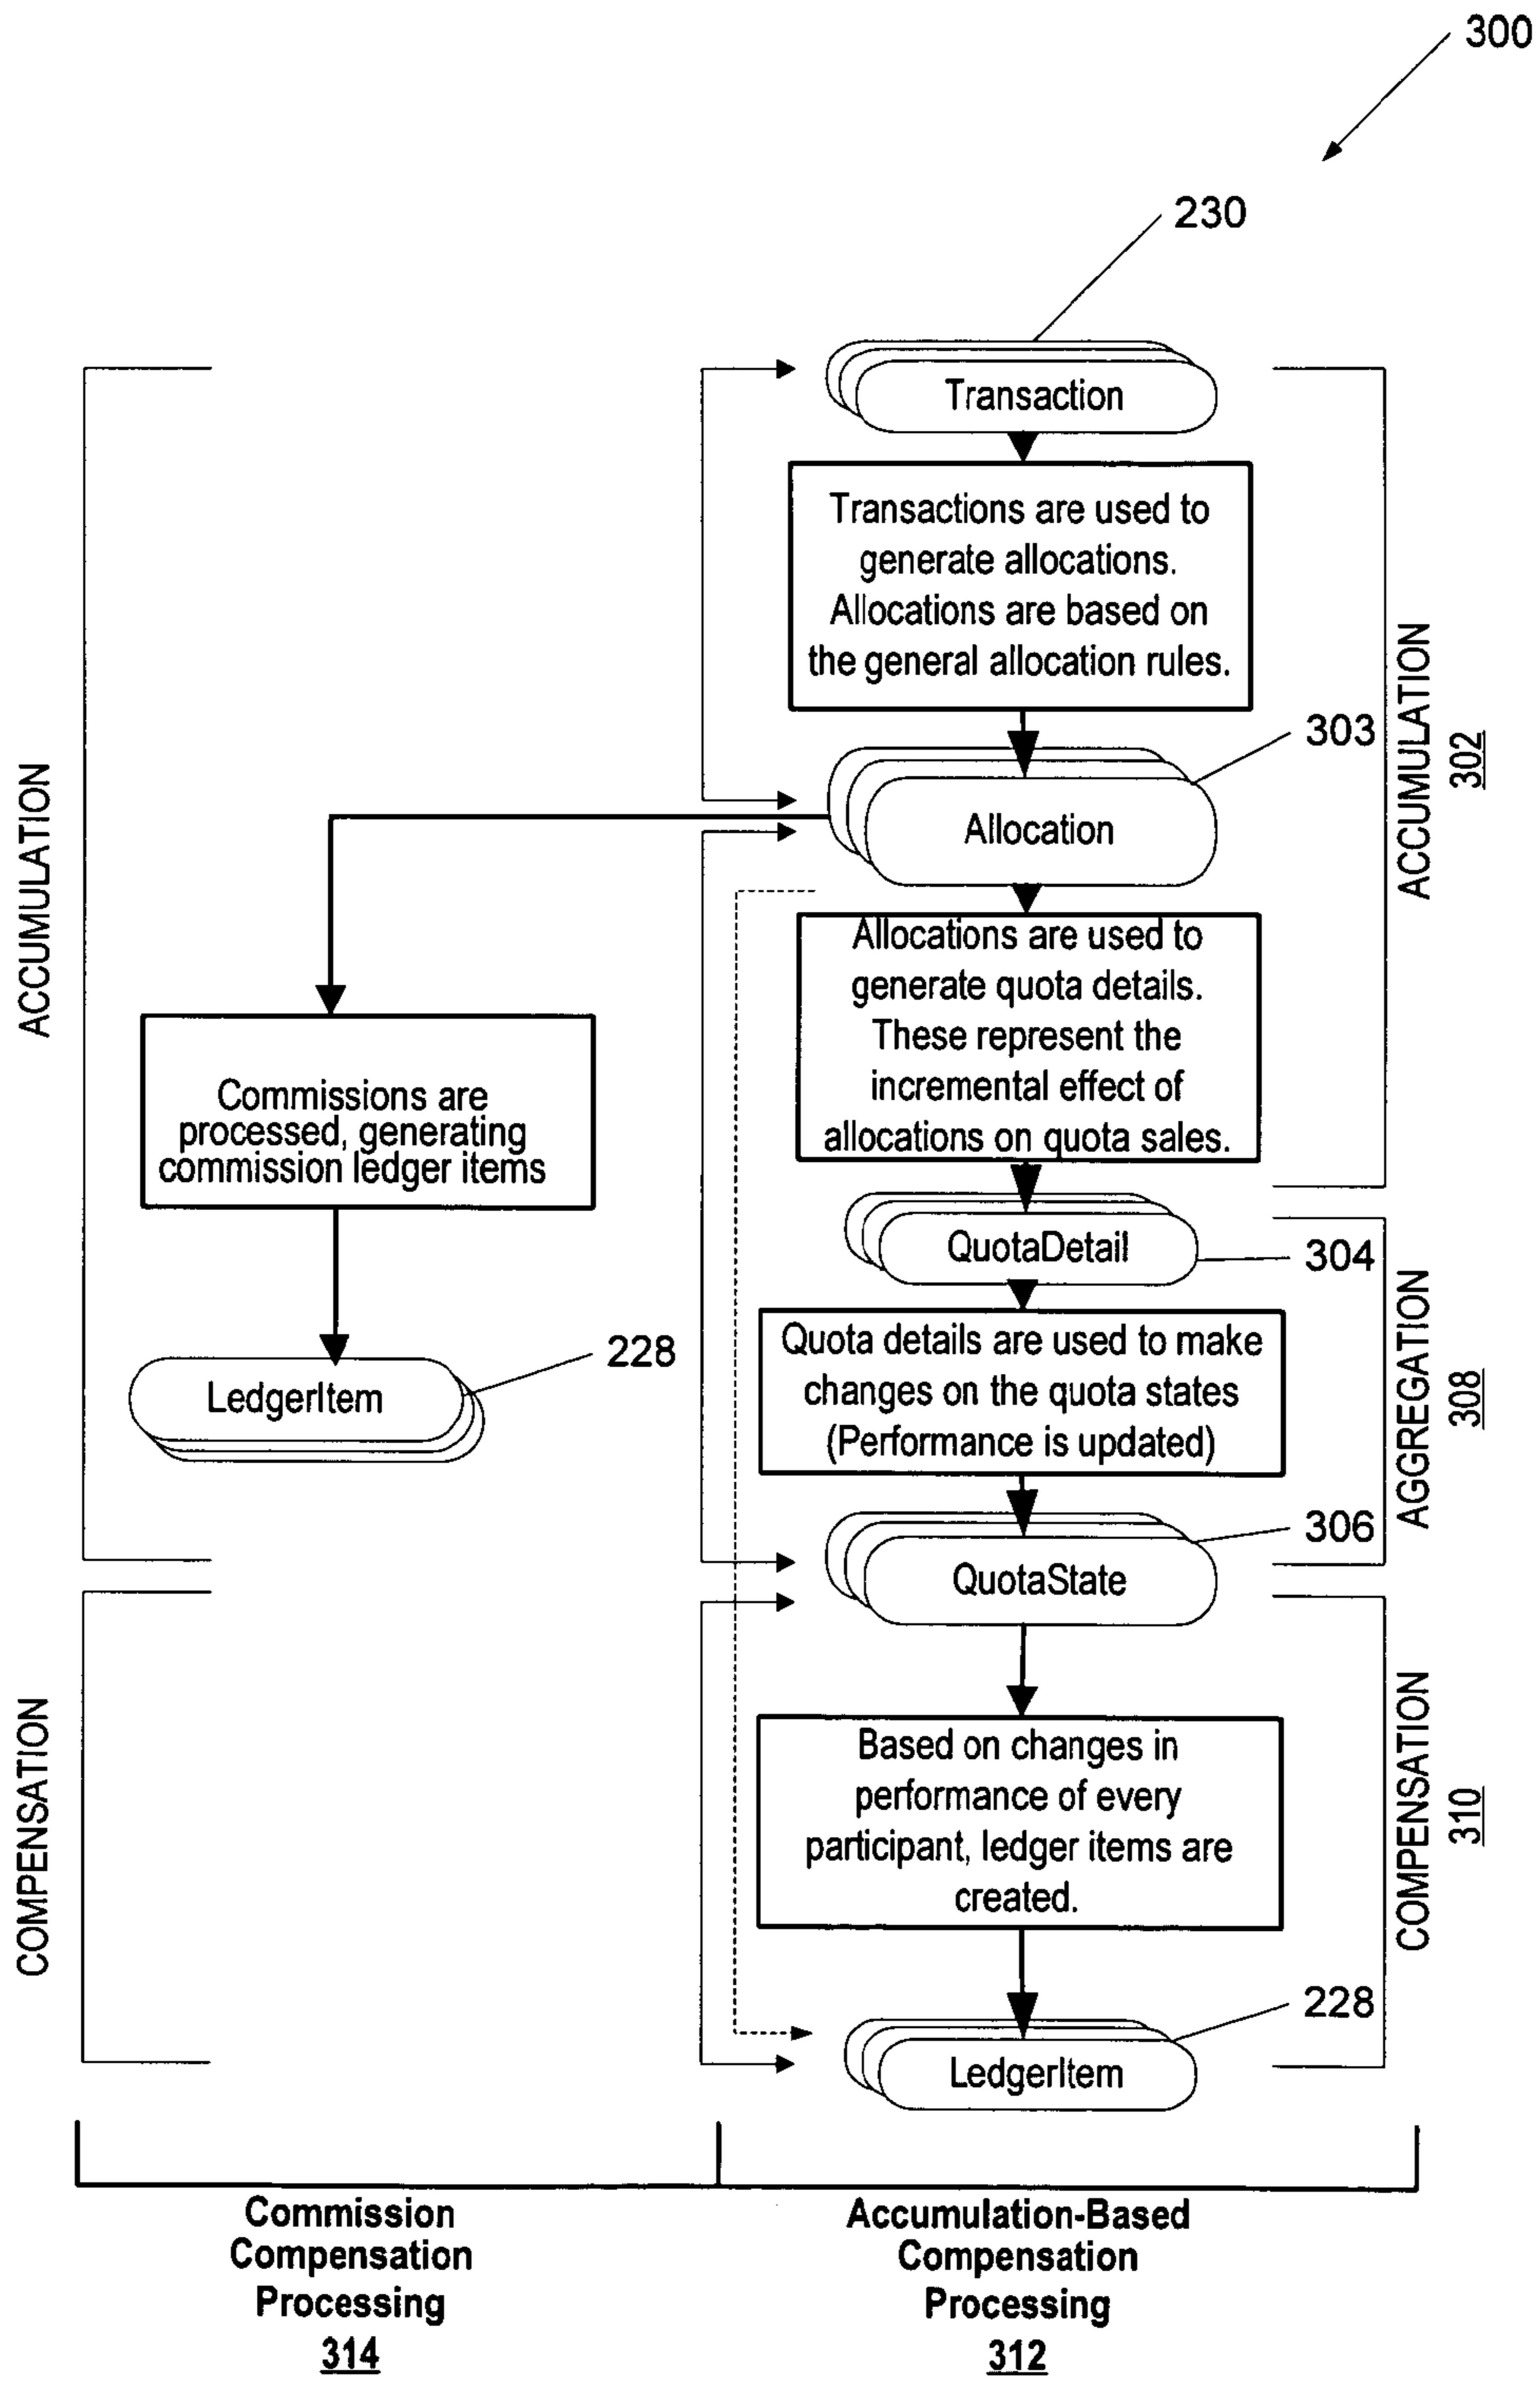 300
230
Transaction
Transactions are used to
generate allocations.
Allocations are based on
the general allocation rules.
ACCUMULATION
302
303
Allocation
ACCUMULATION
Allocations are used to
generate quota details.
These represent the
incremental effect of
allocations on quota sales.
Commissions are
processed, generating
commission ledger items
QuotaDetail
304
228
LedgerItem
Quota details are used to make
changes on the quota states
(Performance is updated)
AGGREGATION
308
306
QuotaState
COMPENSATION
Based on changes in
performance of every
participant, ledger items are
created.
COMPENSATION
310
228
LedgerItem
Commission
Compensation
Processing
314
Accumulation-Based
Compensation
Processing
312